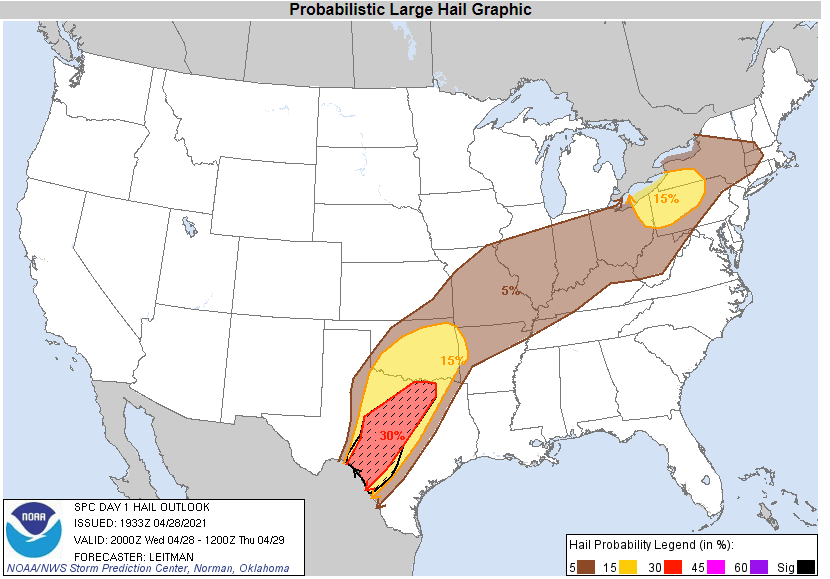 Probabilistic Large Hail Graphic
15%
5%
15%
30%
NOAA
SPC DAY 1 HAIL OUTLOOK
ISSUED: 1933Z 04/28/2021
VALID: 2000Z Wed 04/28 - 1200Z Thu 04/29
FORECASTER: LEITMAN
NOAA/NWS Storm Prediction Center, Norman, Oklahoma
Hail Probability Legend (in %):
5 15 30 45 60 Sig